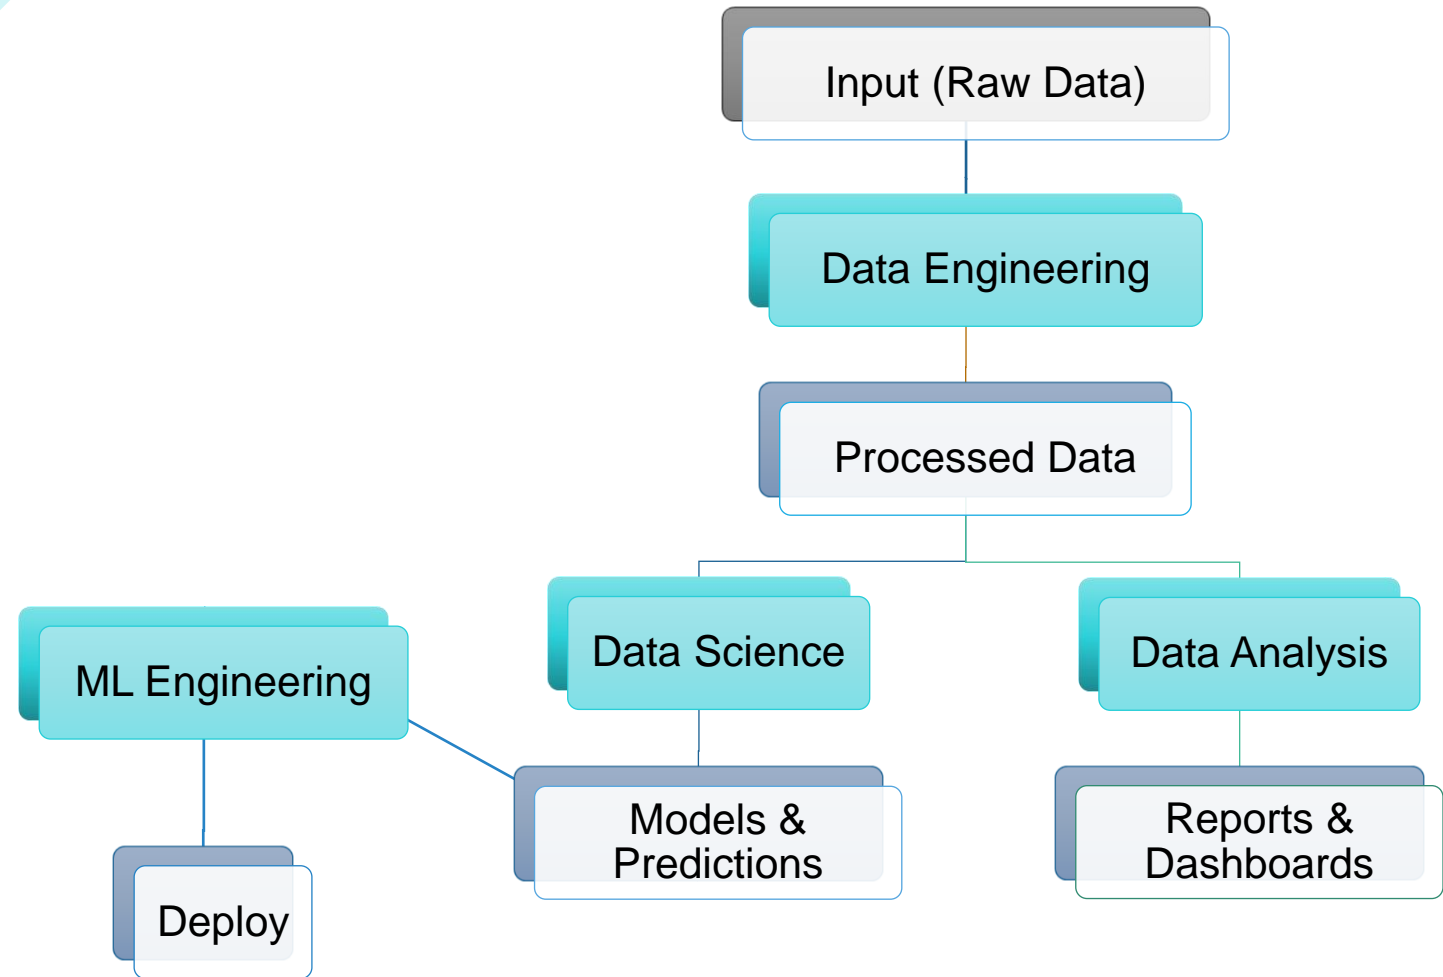 Input (Raw Data)
Data Engineering
Processed Data
Data Science
Data Analysis
ML Engineering
Models &
Predictions
Reports &
Dashboards
Deploy